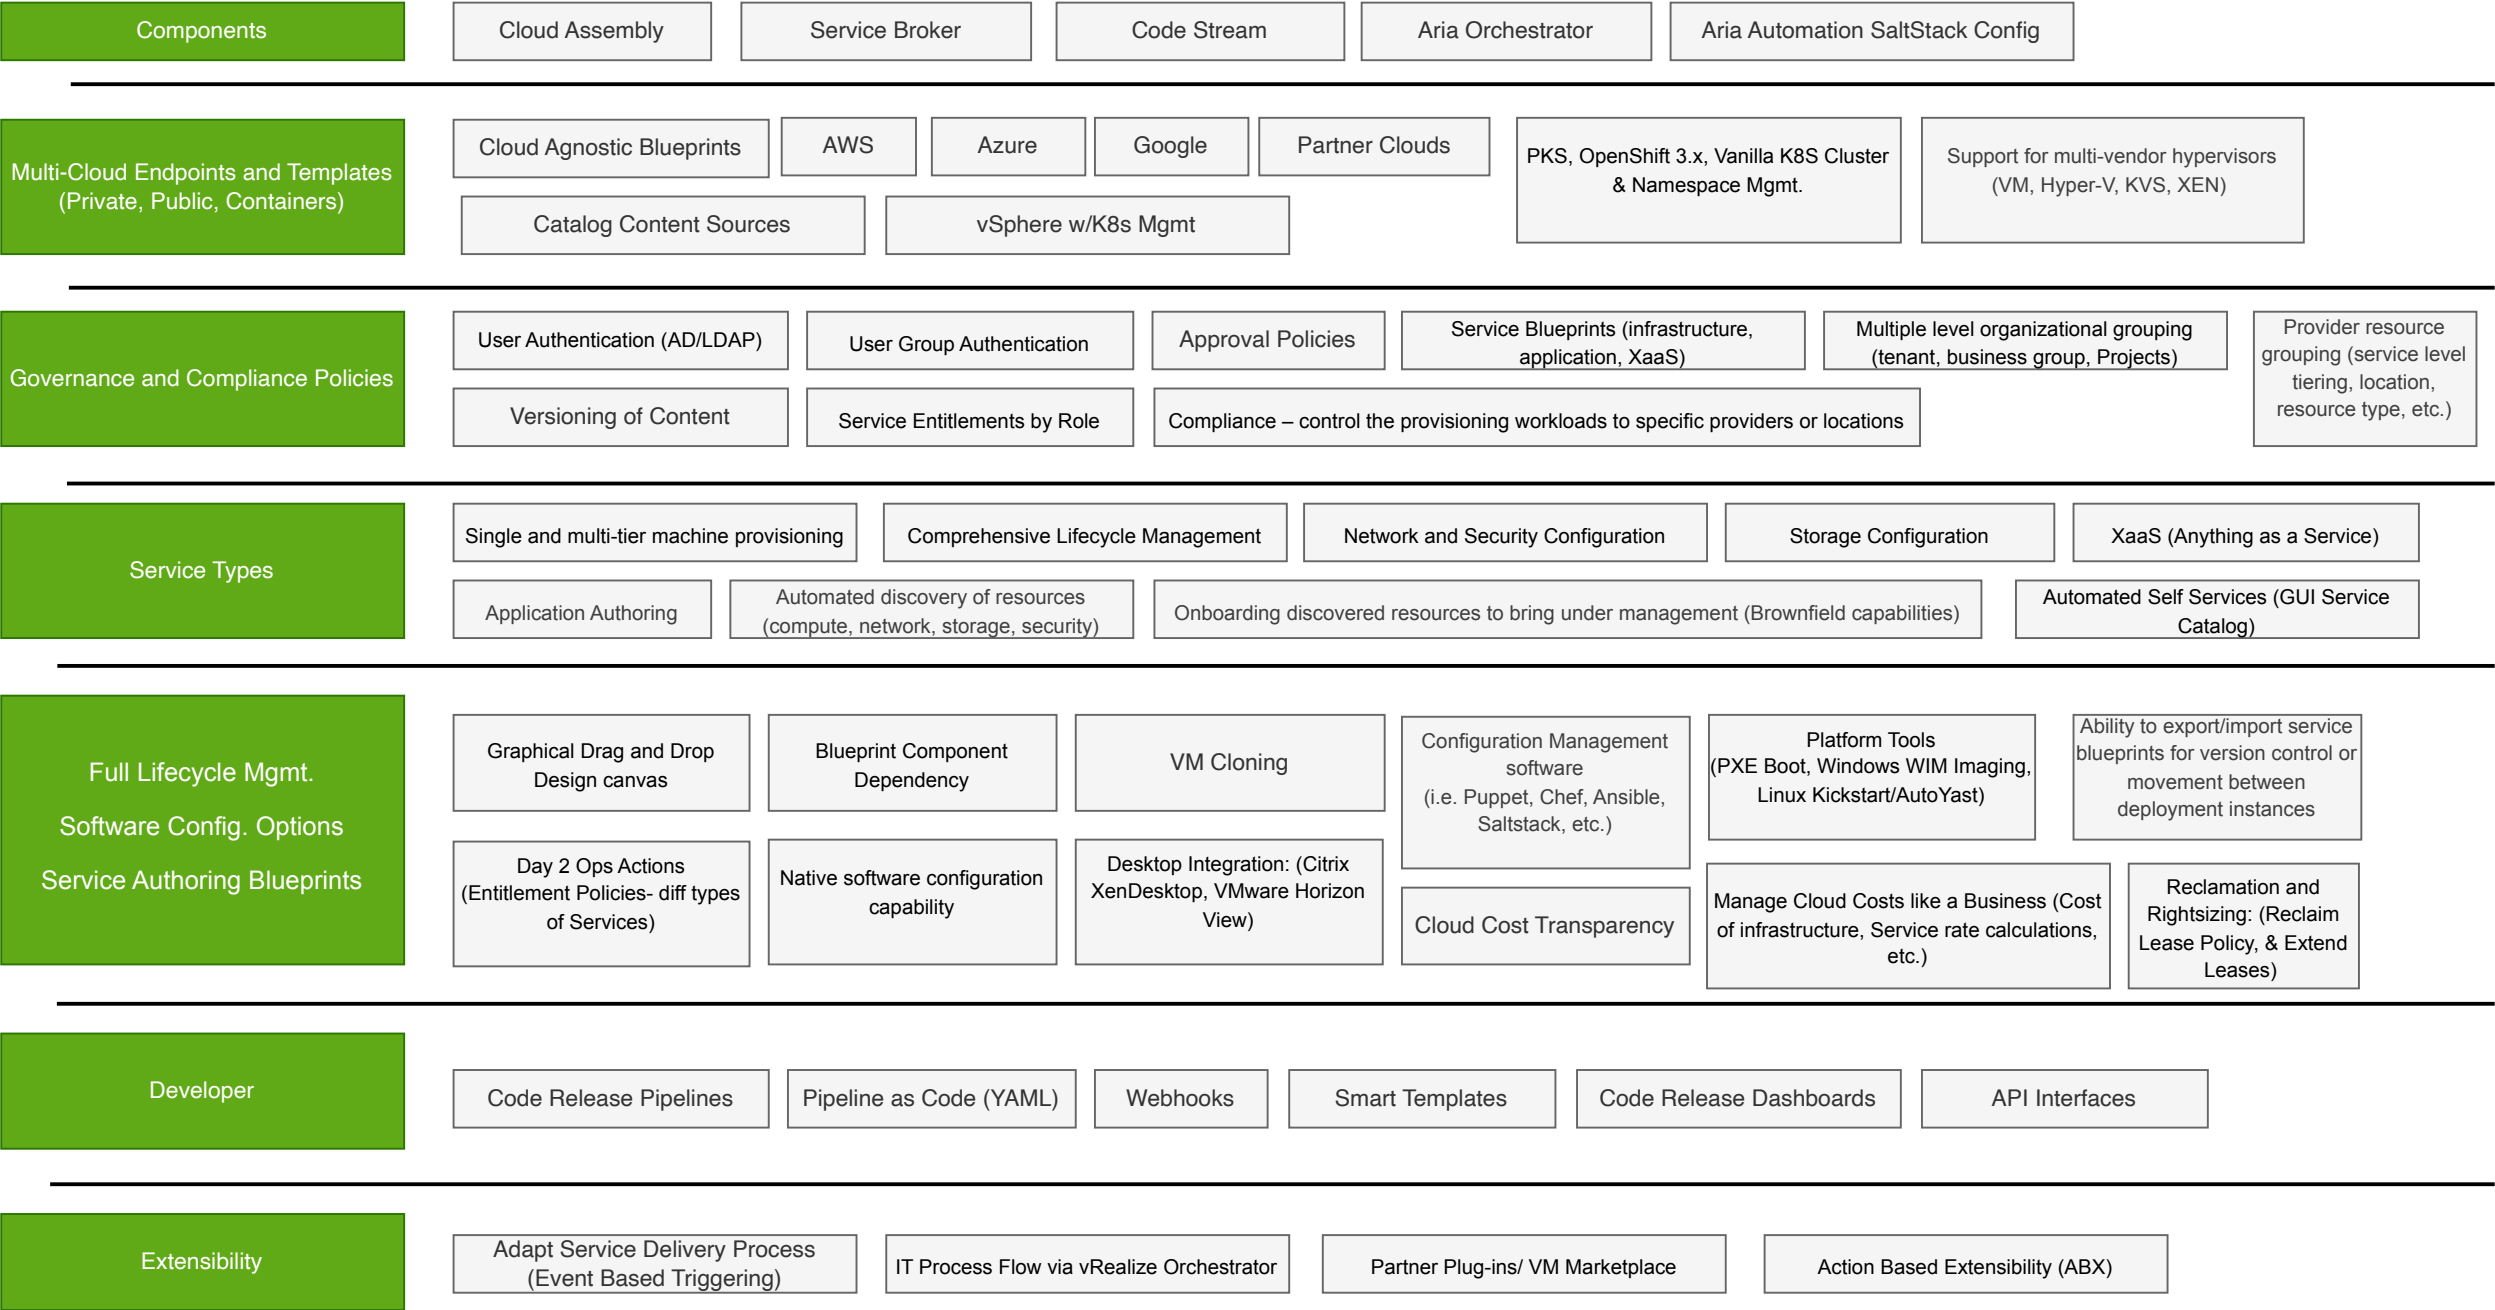 Components
Cloud Assembly
Service Broker
Code Stream
Aria Orchestrator
Aria Automation SaltStack Config
Multi-Cloud Endpoints and Templates
(Private, Public, Containers)
Cloud Agnostic Blueprints
AWS
Azure
Google
Partner Clouds
PKS, OpenShift 3.x, Vanilla K8S Cluster
& Namespace Mgmt.
Support for multi-vendor hypervisors
(VM, Hyper-V, KVS, XEN)
Catalog Content Sources
vSphere w/K8s Mgmt
Governance and Compliance Policies
User Authentication (AD/LDAP)
User Group Authentication
Approval Policies
Service Blueprints (infrastructure,
application, XaaS)
Multiple level organizational grouping
(tenant, business group, Projects)
Provider resource
grouping (service level
tiering, location,
resource type, etc.)
Versioning of Content
Service Entitlements by Role
Compliance – control the provisioning workloads to specific providers or locations
Service Types
Single and multi-tier machine provisioning
Comprehensive Lifecycle Management
Network and Security Configuration
Storage Configuration
XaaS (Anything as a Service)
Application Authoring
Automated discovery of resources
(compute, network, storage, security)
Onboarding discovered resources to bring under management (Brownfield capabilities)
Automated Self Services (GUI Service
Catalog)
Full Lifecycle Mgmt.
Software Config. Options
Service Authoring Blueprints
Graphical Drag and Drop
Design canvas
Blueprint Component
Dependency
VM Cloning
Configuration Management
software
(i.e. Puppet, Chef, Ansible,
Saltstack, etc.)
Platform Tools
(PXE Boot, Windows WIM Imaging,
Linux Kickstart/AutoYast)
Ability to export/import service
blueprints for version control or
movement between
deployment instances
Day 2 Ops Actions
(Entitlement Policies- diff types
of Services)
Native software configuration
capability
Desktop Integration: (Citrix
XenDesktop, VMware Horizon
View)
Cloud Cost Transparency
Manage Cloud Costs like a Business (Cost
of infrastructure, Service rate calculations,
etc.)
Reclamation and
Rightsizing: (Reclaim
Lease Policy, & Extend
Leases)
Developer
Code Release Pipelines
Pipeline as Code (YAML)
Webhooks
Smart Templates
Code Release Dashboards
API Interfaces
Extensibility
Adapt Service Delivery Process
(Event Based Triggering)
IT Process Flow via vRealize Orchestrator
Partner Plug-ins/ VM Marketplace
Action Based Extensibility (ABX)